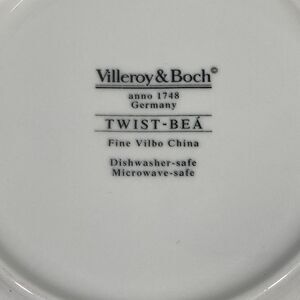 Villeroy & Boch©
anno 1748
Germany
TWIST-BEÁ
Fine Vilbo China
Dishwasher-safe
Microwave-safe